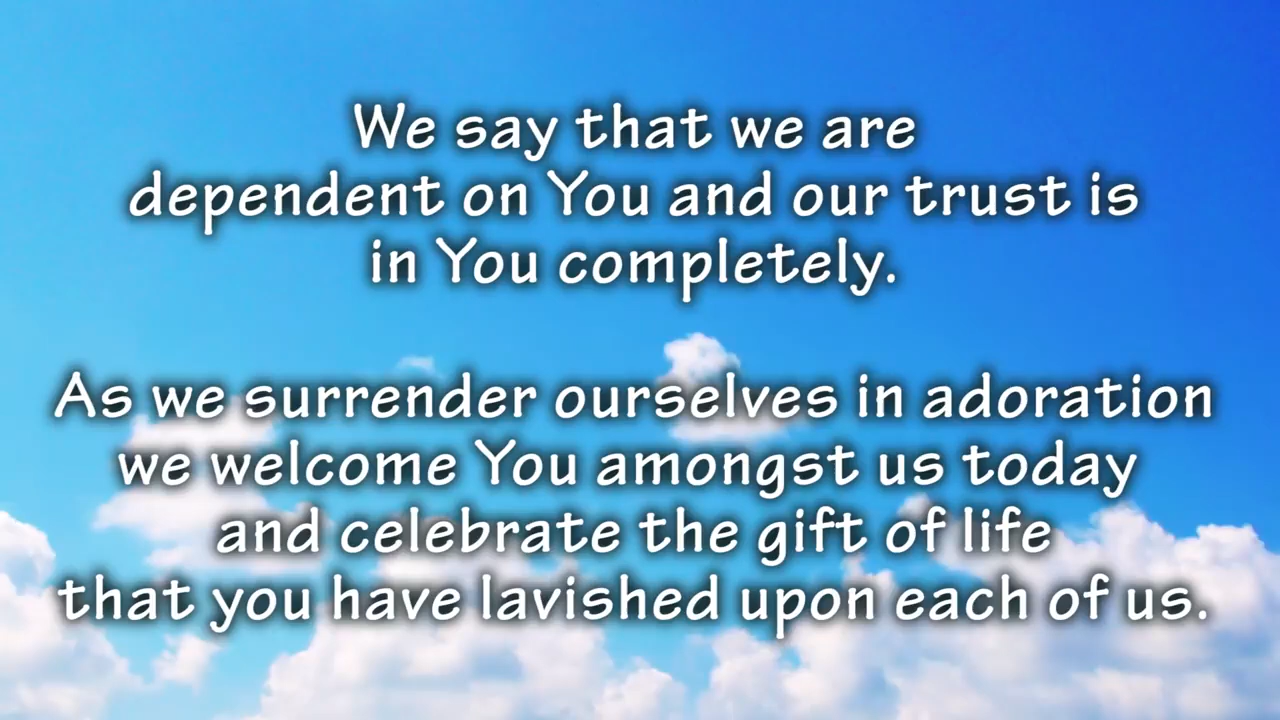 We say that we are
dependent on You and our trust is
in You completely.
As we surrender ourselves in adoration
we welcome You amongst us today
and celebrate the gift of life
that you have lavished upon each of us.